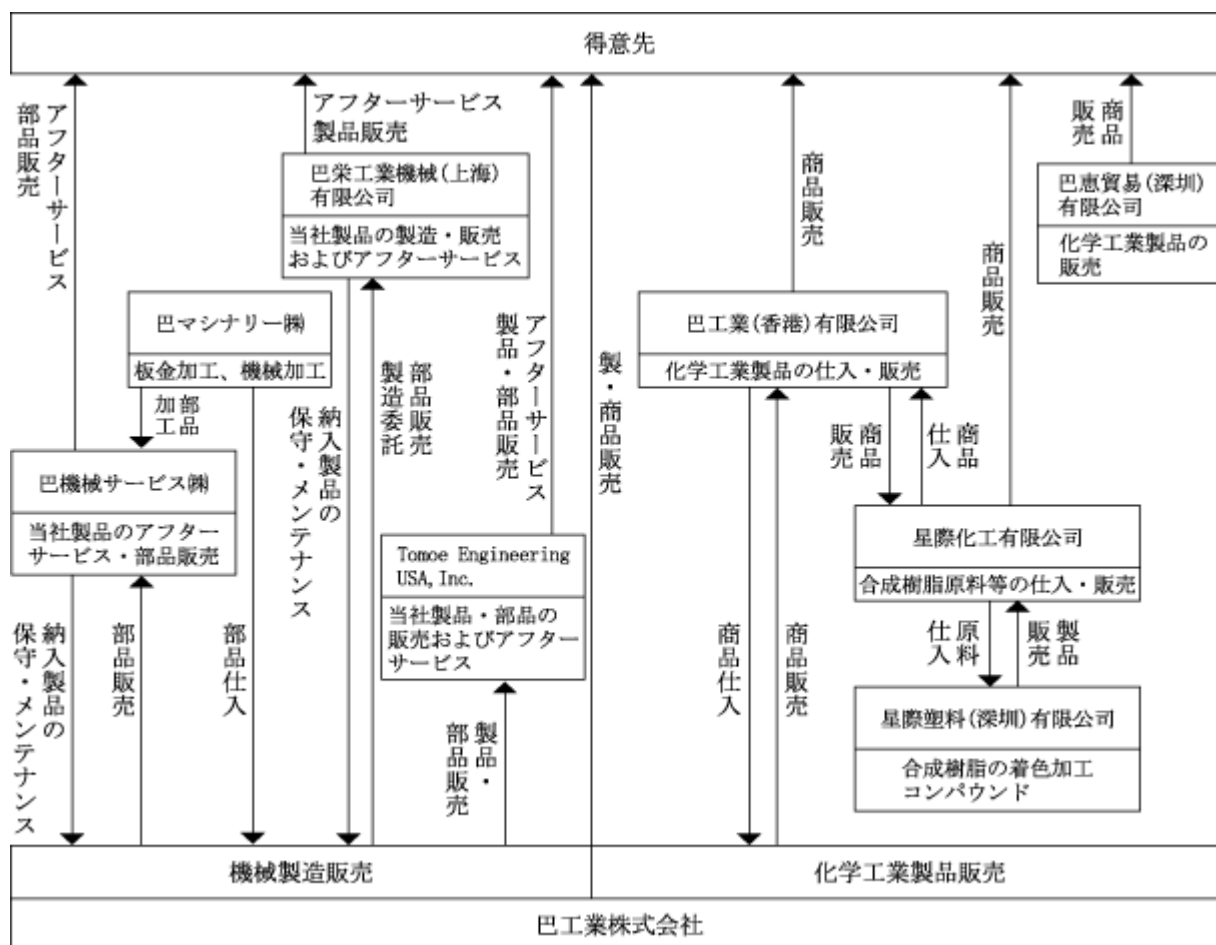 得意先
アフターサービス
部品販売
アフターサービス
製品販売
巴栄工業機械(上海)
有限公司
当社製品の製造・販売
およびアフターサービス
巴マシナリー㈱
板金加工、機械加工
部品
加工
巴機械サービス㈱
当社製品のアフター
サービス・部品販売
納入製品の
保守・メンテナンス
部品販売
部品仕入
納入製品の
保守・メンテナンス
部品販売
製造委託
アフターサービス
製品・部品販売
Tomoe Engineering
USA,Inc.
当社製品・部品の
販売およびアフター
サービス
製品・
部品販売
製・商品販売
商品販売
巴工業(香港)有限公司
化学工業製品の仕入・販売
商品仕入
商品販売
商品
販売
商品
仕入
商品販売
商品
販売
巴恵貿易(深圳)
有限公司
化学工業製品の
販売
星際化工有限公司
合成樹脂原料等の仕入・販売
原料
仕入
製品
販売
星際塑料(深圳)有限公司
合成樹脂の着色加工
コンパウンド
機械製造販売
化学工業製品販売
巴工業株式会社